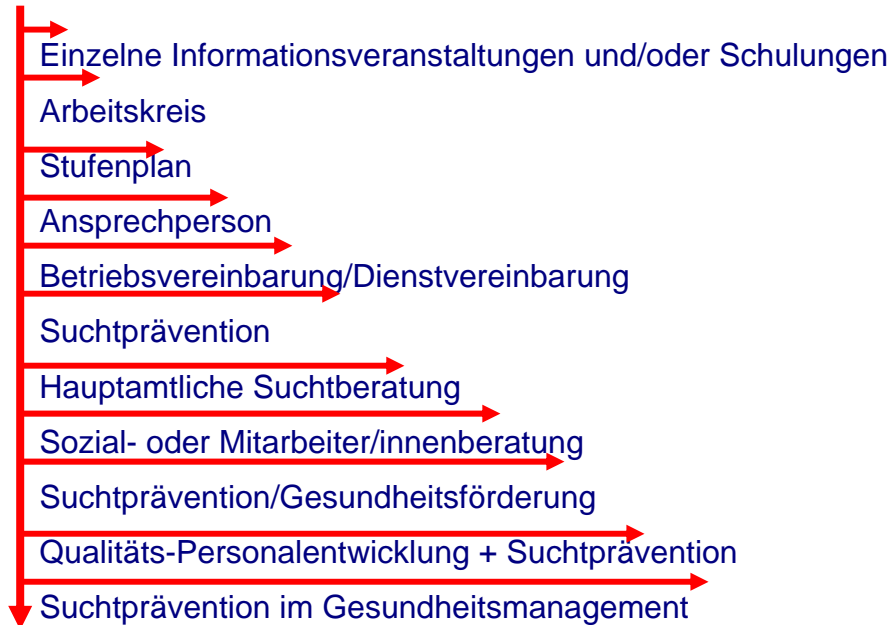 Einzelne Informationsveranstaltungen und/oder Schulungen
Arbeitskreis
Stufenplan
Ansprechperson
Betriebsvereinbarung/Dienstvereinbarung
Suchtprävention
Hauptamtliche Suchtberatung
Sozial- oder Mitarbeiter/innenberatung
Suchtprävention/Gesundheitsförderung
Qualitäts-Personalentwicklung + Suchtprävention
Suchtprävention im Gesundheitsmanagement